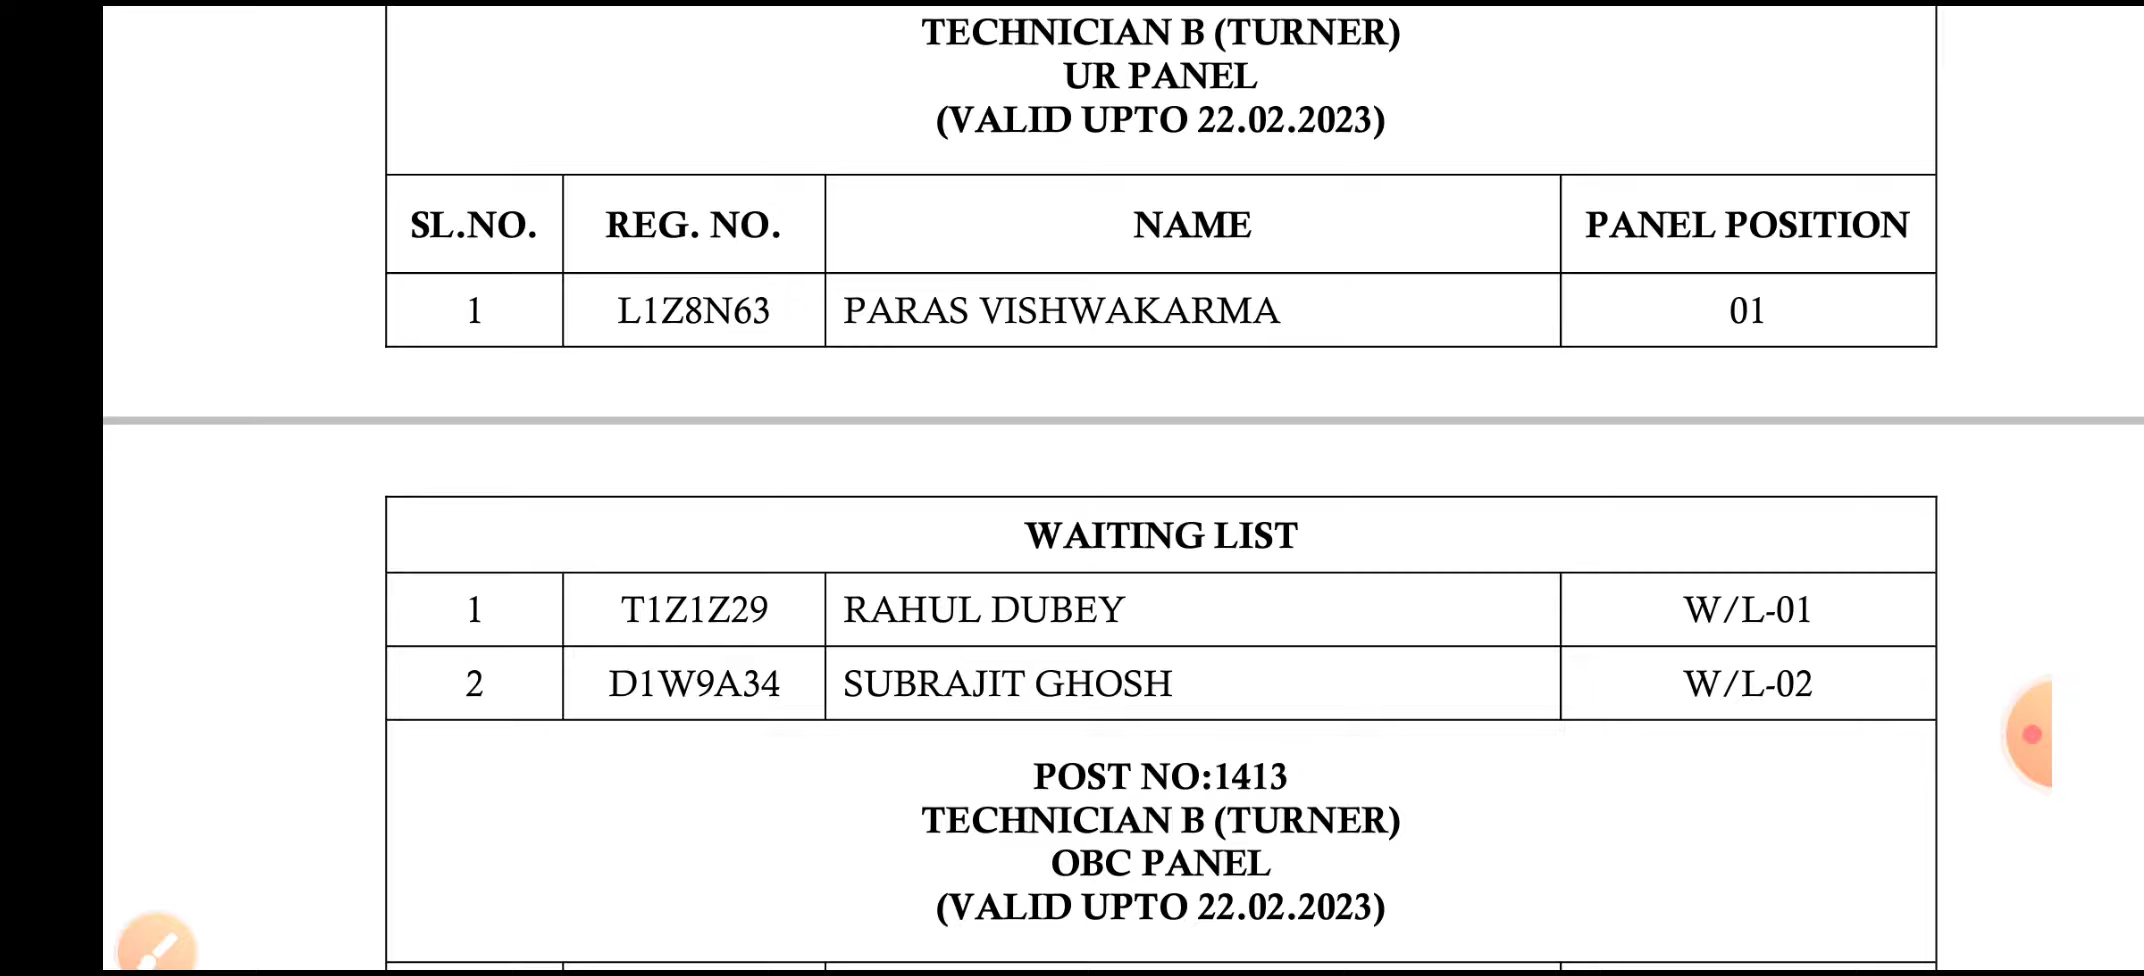 TECHNICIAN B (TURNER)
UR PANEL
(VALID UPTO 22.02.2023)
SL.NO. REG. NO. NAME PANEL POSITION
1 L1Z8N63 PARAS VISHWAKARMA 01
WAITING LIST
1 T1Z1Z29 RAHUL DUBEY W/L-01
2 D1W9A34 SUBRAJIT GHOSH W/L-02
POST NO:1413
TECHNICIAN B (TURNER)
OBC PANEL
(VALID UPTO 22.02.2023)